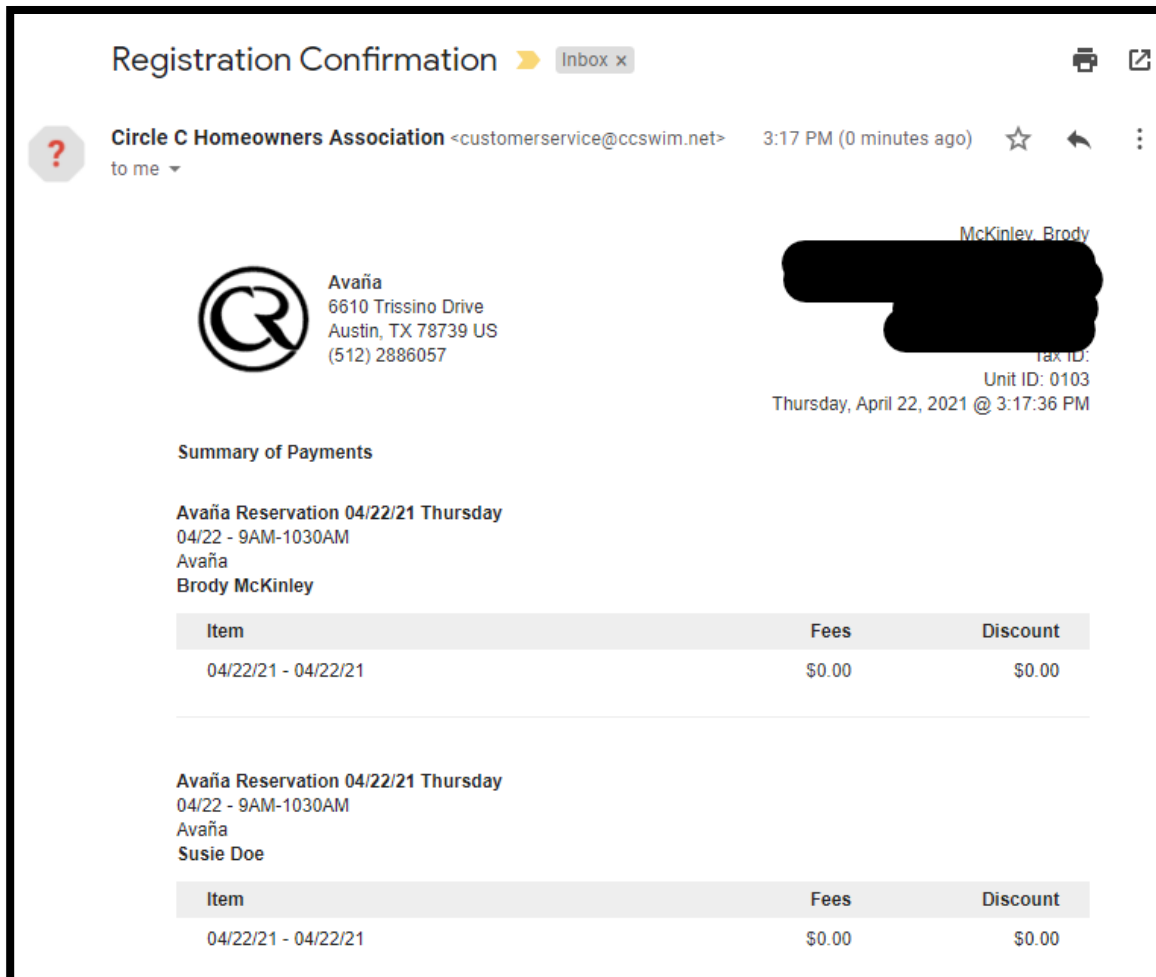 Registration Confirmation Inbox x
Circle C Homeowners Association <customerservice@ccswim.net> 3:17 PM (0 minutes ago)
?
to me
McKinley, Brody
CR
Avaña
6610 Trissino Drive
Austin, TX 78739 US
(512) 2886057
Tax ID:
Unit ID: 0103
Thursday, April 22, 2021 @ 3:17:36 PM
Summary of Payments
Avaña Reservation 04/22/21 Thursday
04/22 - 9AM-1030AM
Avaña
Brody McKinley
Item Fees Discount
04/22/21 - 04/22/21 $0.00 $0.00
Avaña Reservation 04/22/21 Thursday
04/22 - 9AM-1030AM
Avaña
Susie Doe
Item Fees Discount
04/22/21 - 04/22/21 $0.00 $0.00